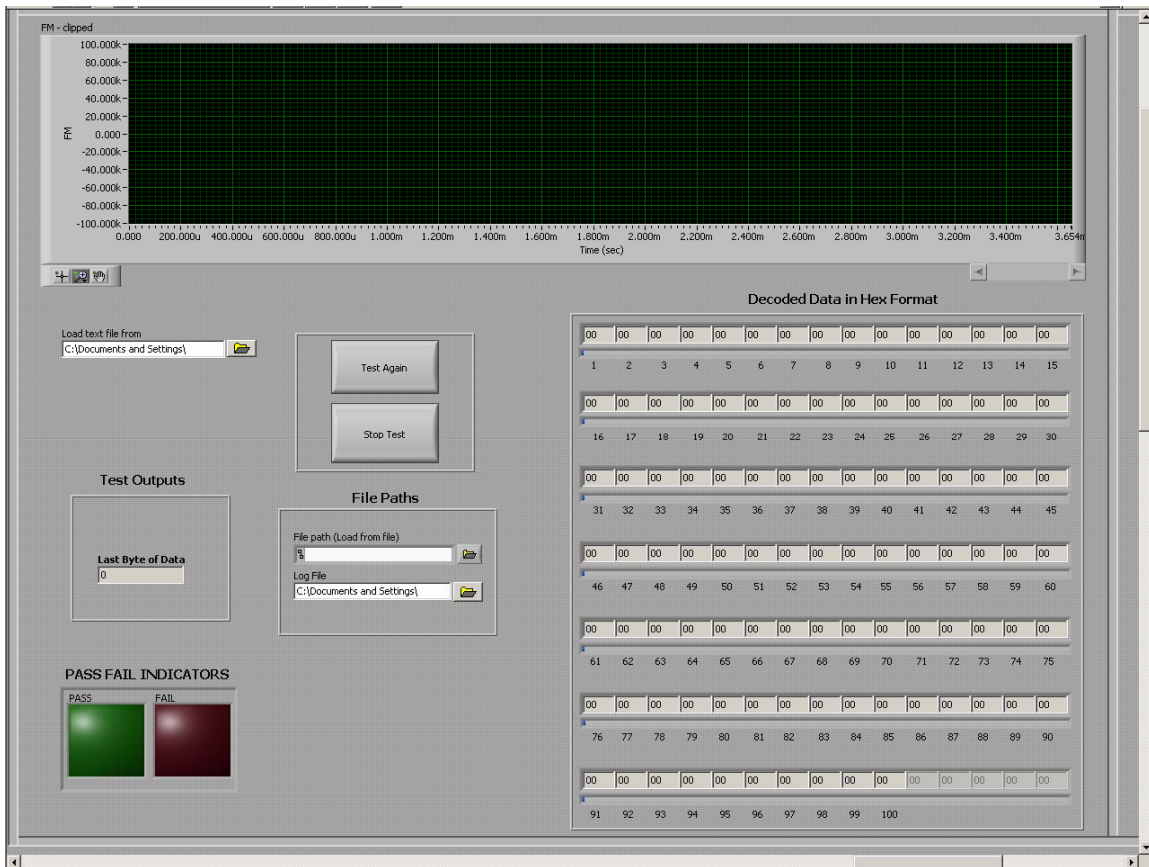 FM - clipped
100.000k
80.000k
60.000k
40.000k
20.000k
0.000
-20.000k
-40.000k
-60.000k
-80.000k
-100.000k
FM
0.000 200.000u 400.000u 600.000u 800.000u 1.000m 1.200m 1.400m 1.600m 1.800m 2.000m 2.200m 2.400m 2.600m 2.800m 3.000m 3.200m 3.400m 3.654m
Time (sec)
Load text file from
C:\Documents and Settings\
Test Again
Stop Test
Test Outputs
Last Byte of Data
0
File Paths
File path (Load from file)
Log File
C:\Documents and Settings\
PASS FAIL INDICATORS
PASS FAIL
Decoded Data in Hex Format
00 00 00 00 00 00 00 00 00 00 00 00 00 00 00
1 2 3 4 5 6 7 8 9 10 11 12 13 14 15
00 00 00 00 00 00 00 00 00 00 00 00 00 00 00
16 17 18 19 20 21 22 23 24 25 26 27 28 29 30
00 00 00 00 00 00 00 00 00 00 00 00 00 00 00
31 32 33 34 35 36 37 38 39 40 41 42 43 44 45
00 00 00 00 00 00 00 00 00 00 00 00 00 00 00
46 47 48 49 50 51 52 53 54 55 56 57 58 59 60
00 00 00 00 00 00 00 00 00 00 00 00 00 00 00
61 62 63 64 65 66 67 68 69 70 71 72 73 74 75
00 00 00 00 00 00 00 00 00 00 00 00 00 00 00
76 77 78 79 80 81 82 83 84 85 86 87 88 89 90
00 00 00 00 00 00 00 00 00 00 00 00 00 00 00
91 92 93 94 95 96 97 98 99 100